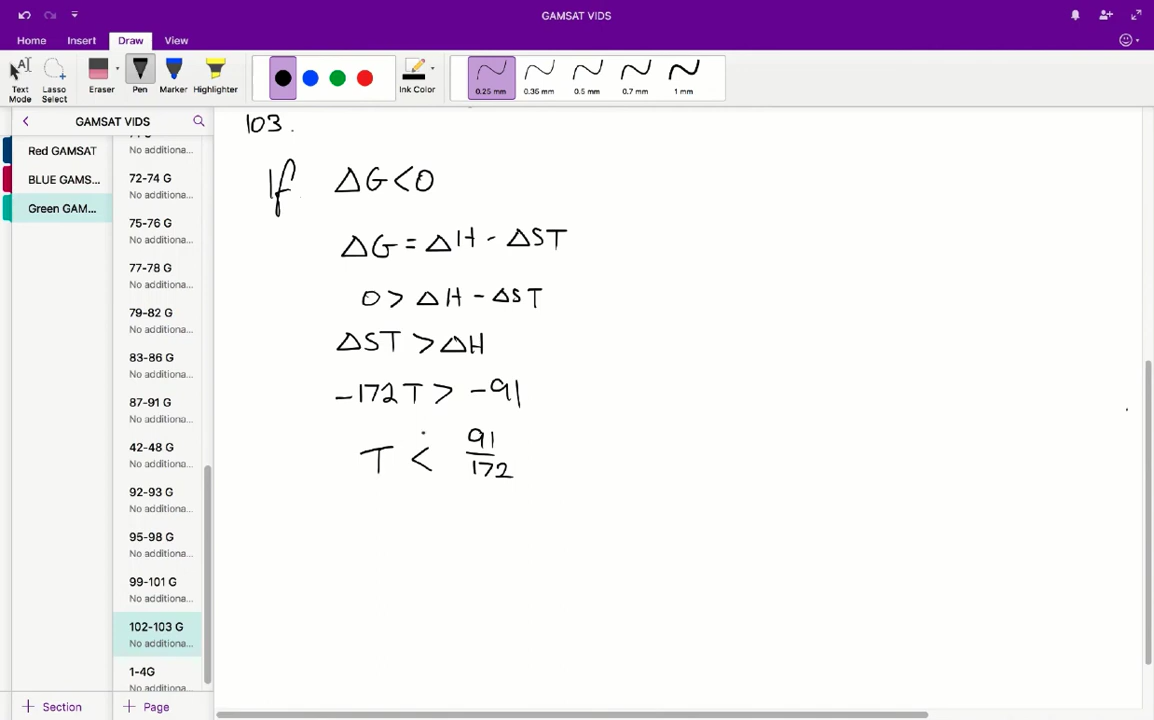 GAMSAT VIDS
Home Insert Draw View
Text Mode Lasso Select Eraser Pen Marker Highlighter Ink Color 0.25 mm 0.35 mm 0.5 mm 0.7 mm 1 mm
GAMSAT VIDS
Red GAMSAT
BLUE GAMS...
Green GAM...
No additiona...
72-74 G
No additiona...
75-76 G
No additiona...
77-78 G
No additiona...
79-82 G
No additiona...
83-86 G
No additiona...
87-91 G
No additiona...
42-48 G
No additiona...
92-93 G
No additiona...
95-98 G
No additiona...
99-101 G
No additiona...
102-103 G
No additiona...
1-4G
No additiona...
+ Section + Page
103.
If ΔG<0
ΔG = ΔH - ΔST
0 > ΔH - ΔST
ΔST > ΔH
-172T > -91
T < 91/172